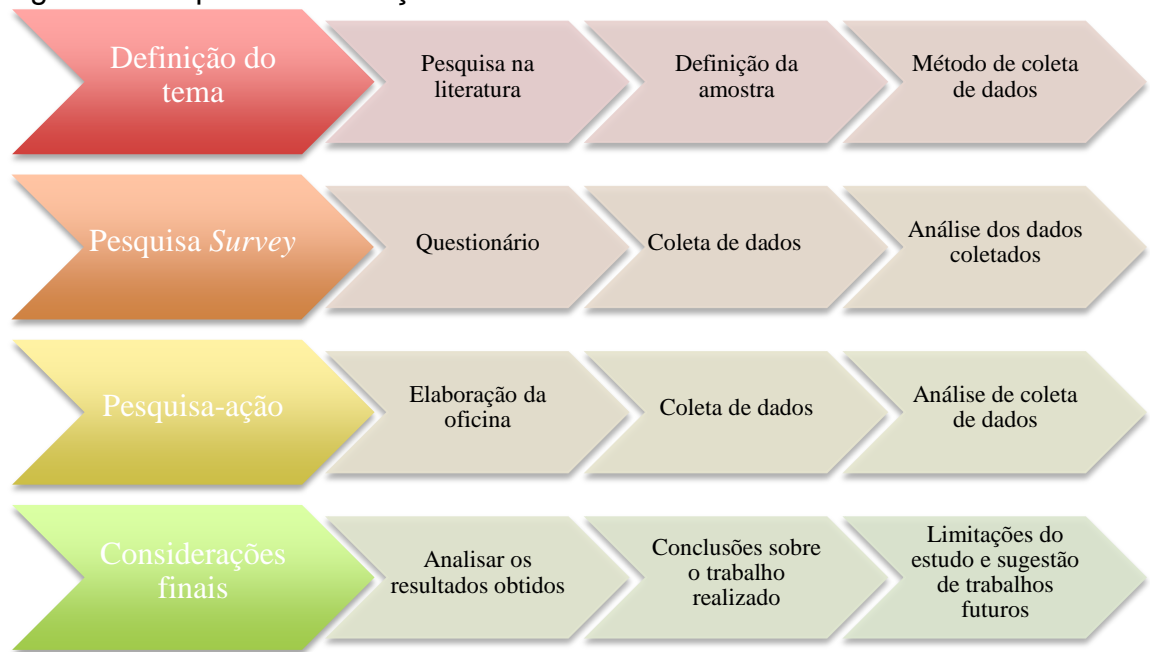 Definição do
tema
Pesquisa na
literatura
Definição da
amostra
Método de coleta
de dados
Pesquisa Survey
Questionário
Coleta de dados
Análise dos dados
coletados
Pesquisa-ação
Elaboração da
oficina
Coleta de dados
Análise de coleta
de dados
Considerações
finais
Analisar os
resultados obtidos
Conclusões sobre
o trabalho
realizado
Limitações do
estudo e sugestão
de trabalhos
futuros